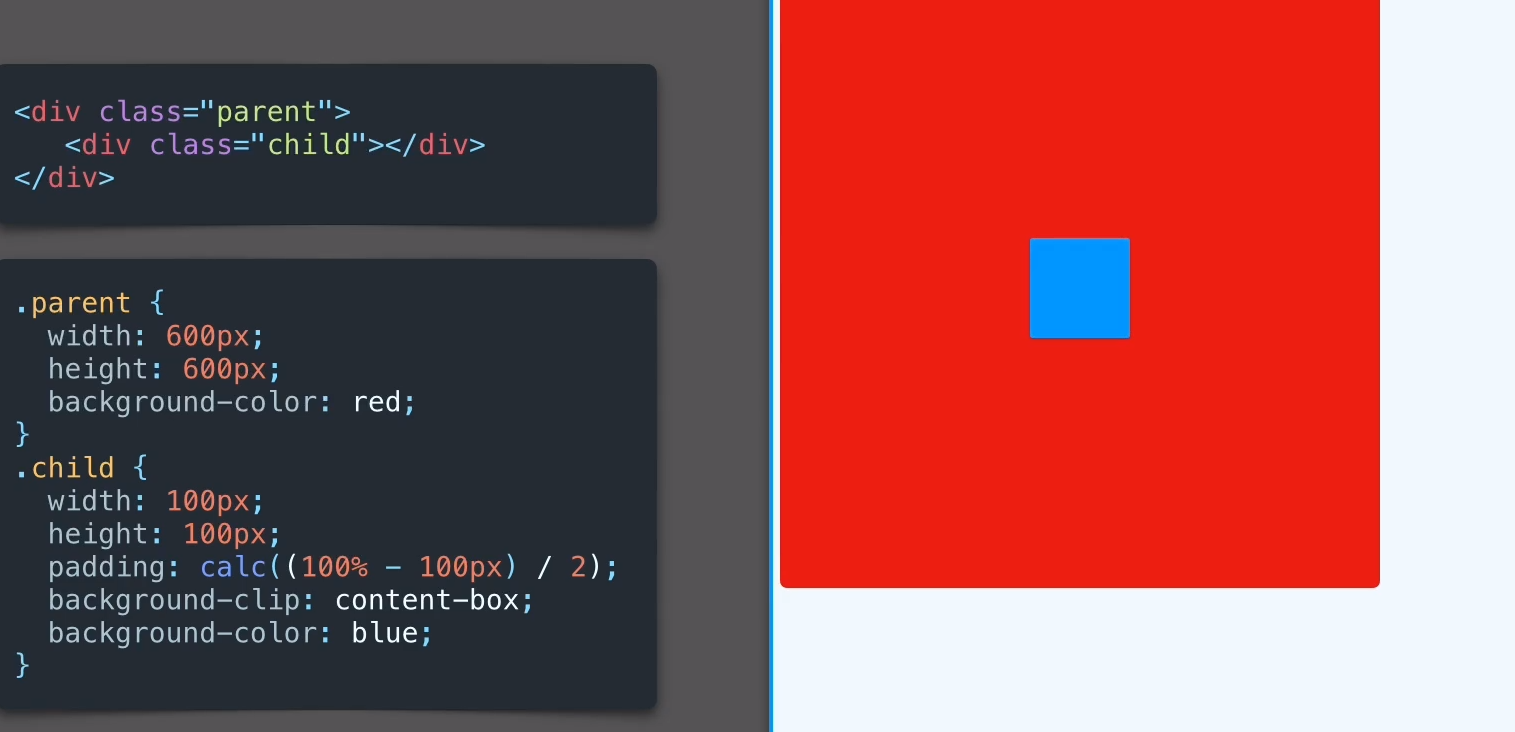 <div class="parent">
   <div class="child"></div>
</div>
.parent {
  width: 600px;
  height: 600px;
  background-color: red;
}
.child {
  width: 100px;
  height: 100px;
  padding: calc((100% - 100px) / 2);
  background-clip: content-box;
  background-color: blue;
}